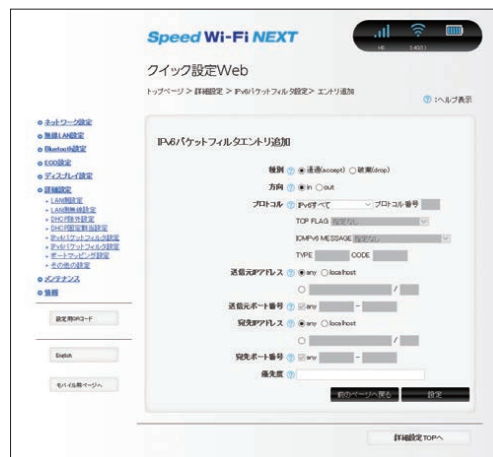 Speed Wi-Fi NEXT
クイック設定Web
トップページ > 詳細設定 > IPv6パケットフィルタ設定 > エントリ追加
? :ヘルプ表示
ネットワーク設定
無線LAN設定
Bluetooth設定
ECO設定
ディスプレイ設定
詳細設定
- LAN側設定
- LAN側無線設定
- DHCP除外設定
- DHCP固定割当設定
- IPv4パケットフィルタ設定
- IPv6パケットフィルタ設定
- ポートマッピング設定
- その他の設定
メンテナンス
情報
設定用QRコード
English
モバイル用ページへ
IPv6パケットフィルタエントリ追加
種別 ? 通過(accept) 破棄(drop)
方向 ? in out
プロトコル ? IPv6すべて プロトコル番号
TCP FLAG 指定なし
ICMPv6 MESSAGE 指定なし
TYPE CODE
送信元IPアドレス ? any localhost
/
送信元ポート番号 ? any -
宛先IPアドレス ? any localhost
/
宛先ポート番号 ? any -
優先度 ?
前のページへ戻る 設定
詳細設定TOPへ